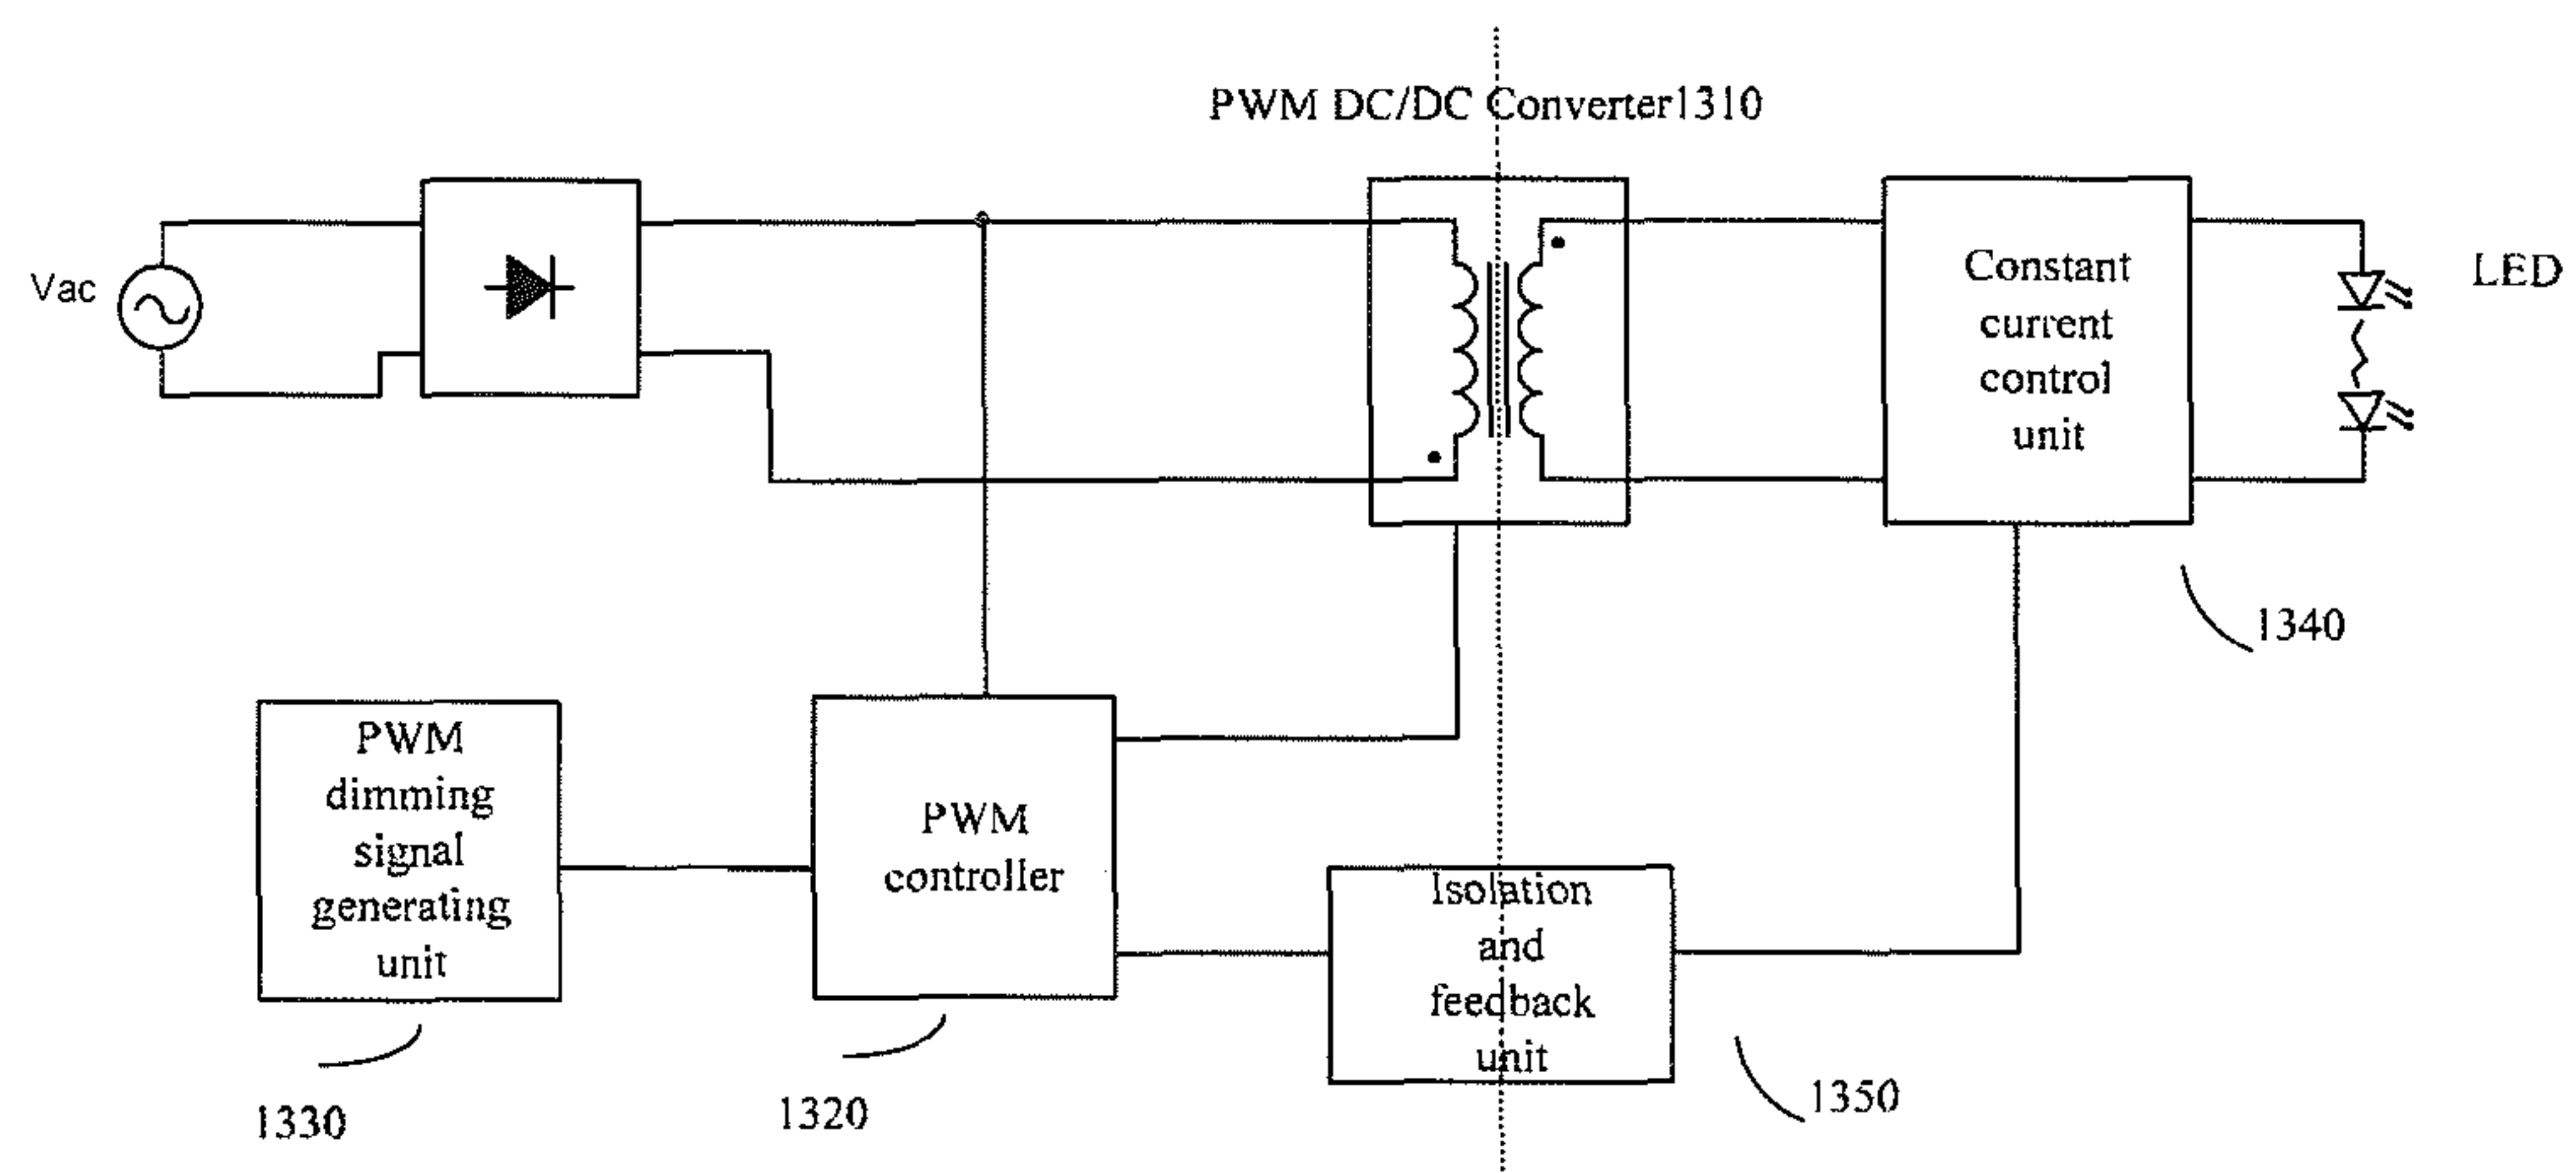 PWM DC/DC Converter1310
Vac
LED
Constant
current
control
unit
1340
PWM
dimming
signal
generating
unit
PWM
controller
Isolation
and
feedback
unit
1330
1320
1350